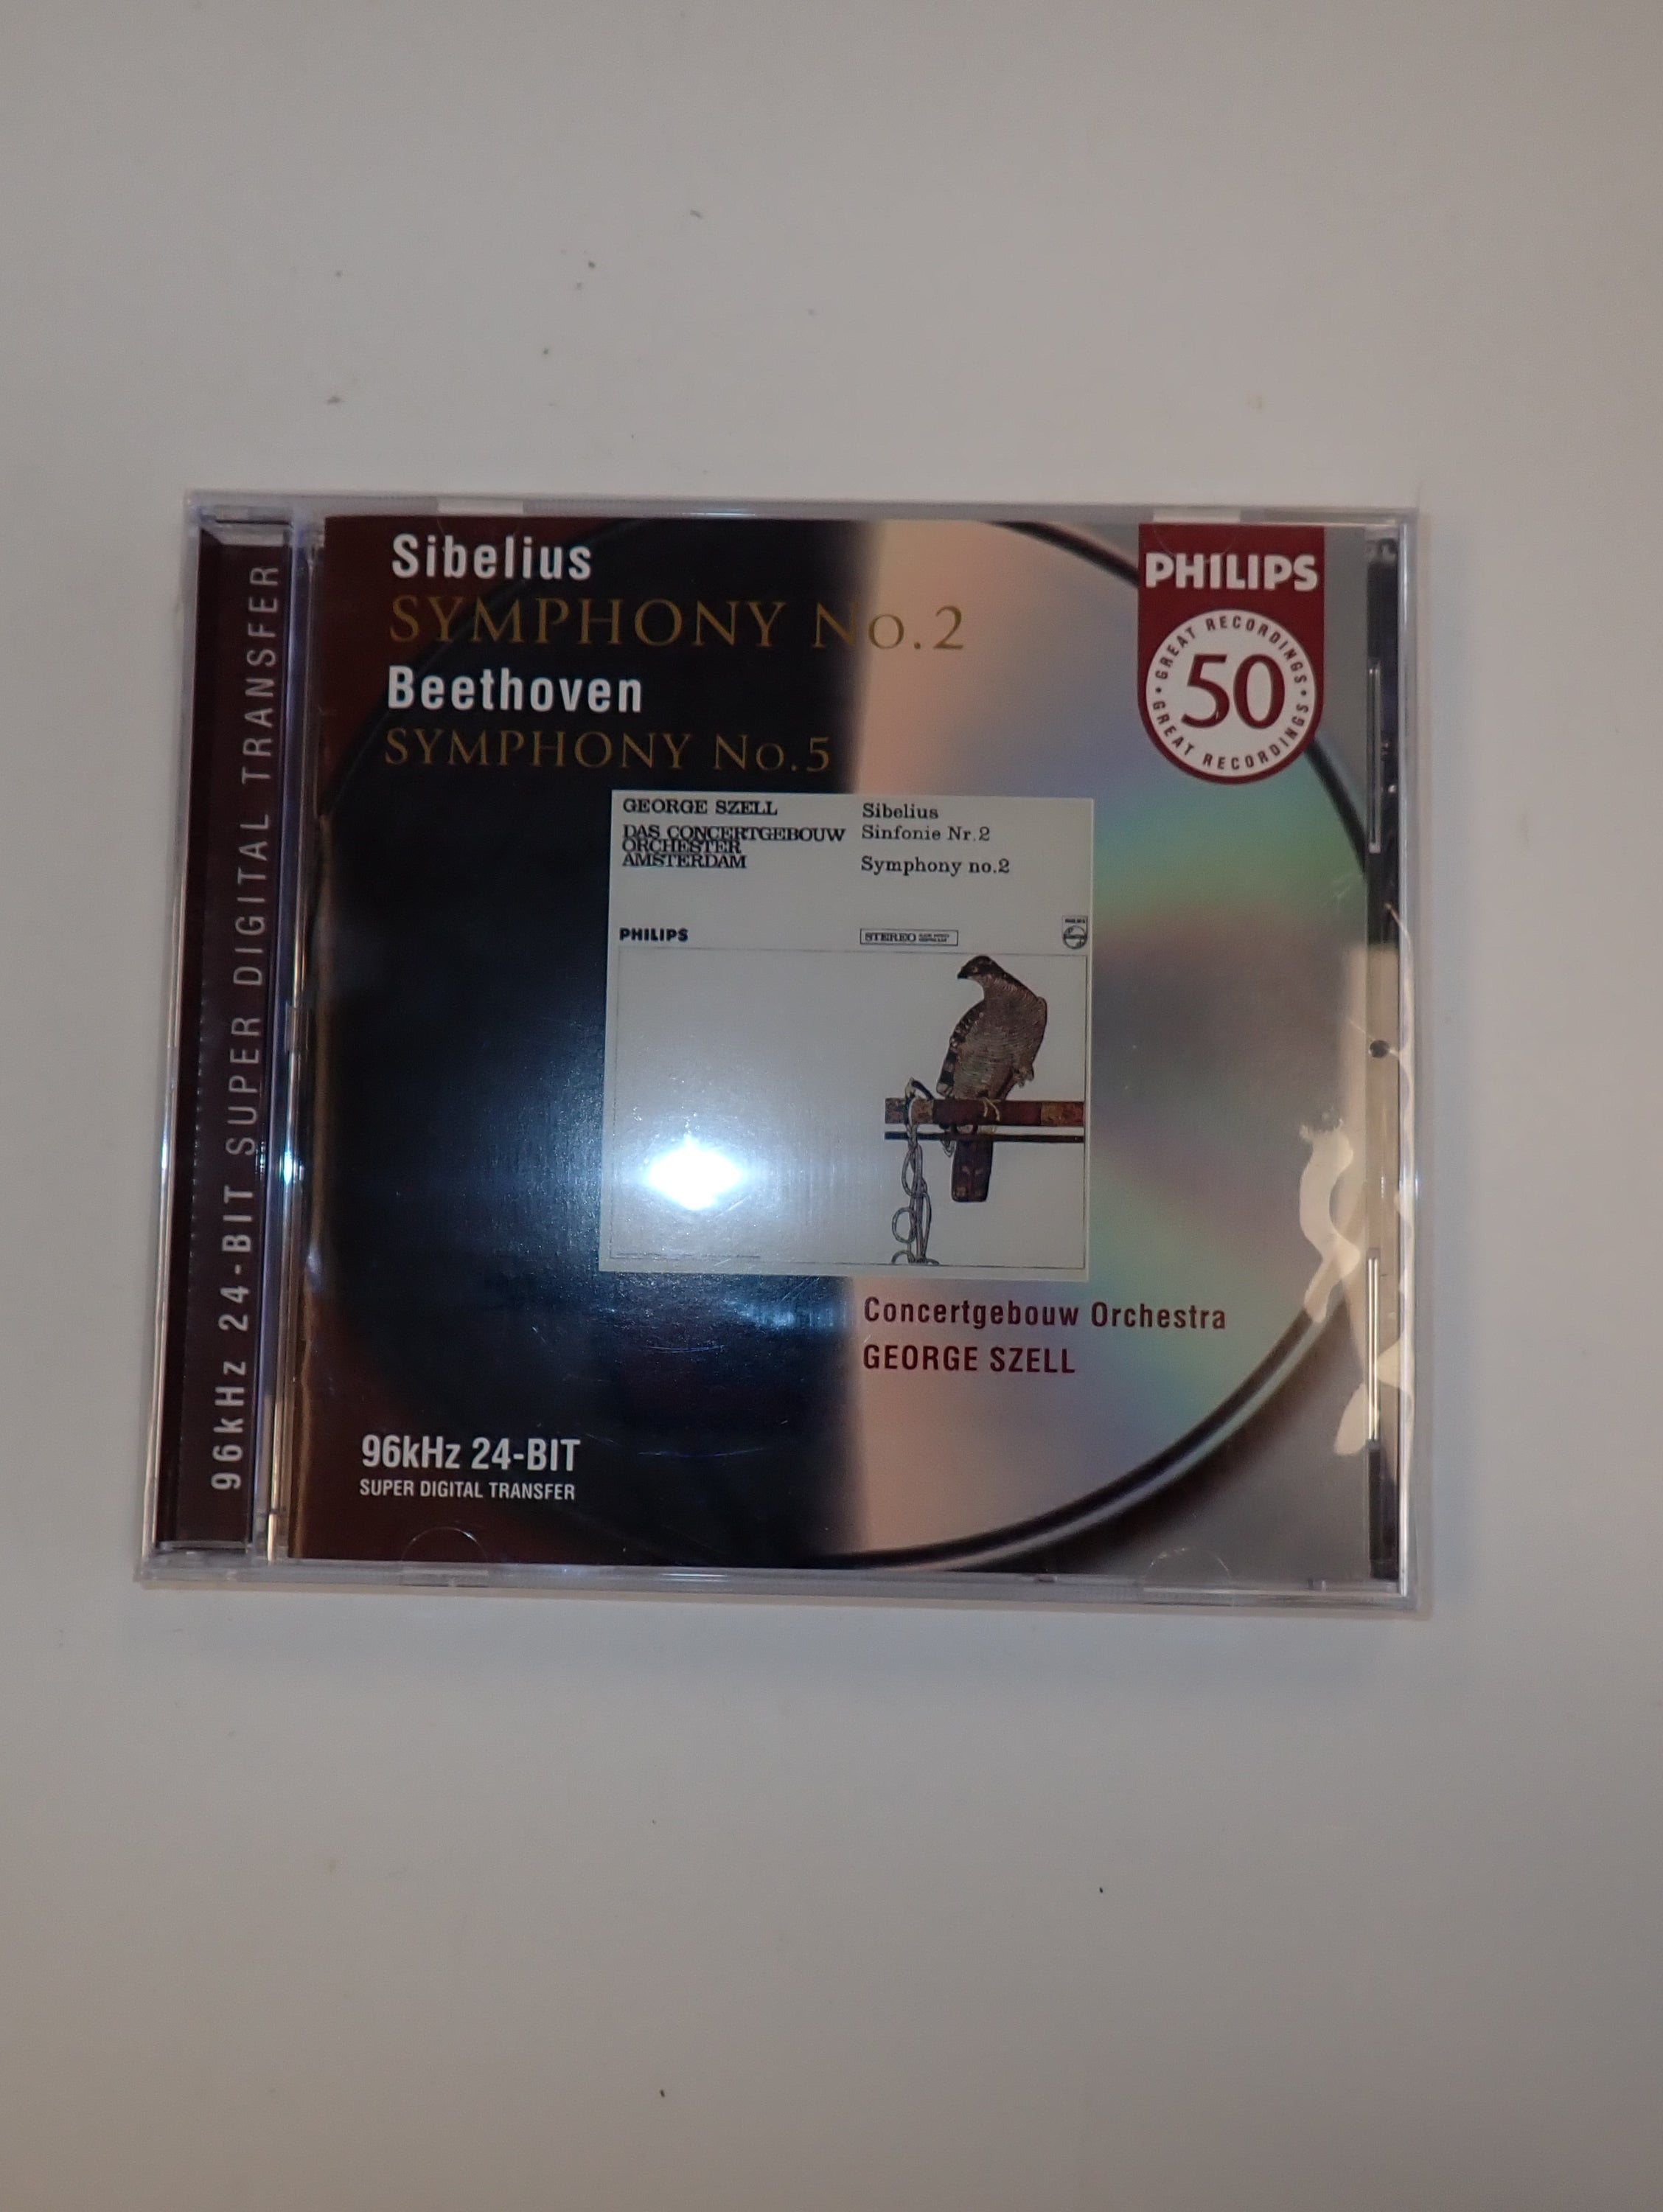 96kHz 24-BIT SUPER DIGITAL TRANSFER
Sibelius
SYMPHONY No.2
Beethoven
SYMPHONY No.5
PHILIPS
GREAT RECORDINGS
50
GREAT RECORDINGS
GEORGE SZELL
DAS CONCERTGEBOUW
ORCHESTER
AMSTERDAM
Sibelius
Sinfonie Nr.2
Symphony no.2
PHILIPS
STEREO
Concertgebouw Orchestra
GEORGE SZELL
96kHz 24-BIT
SUPER DIGITAL TRANSFER